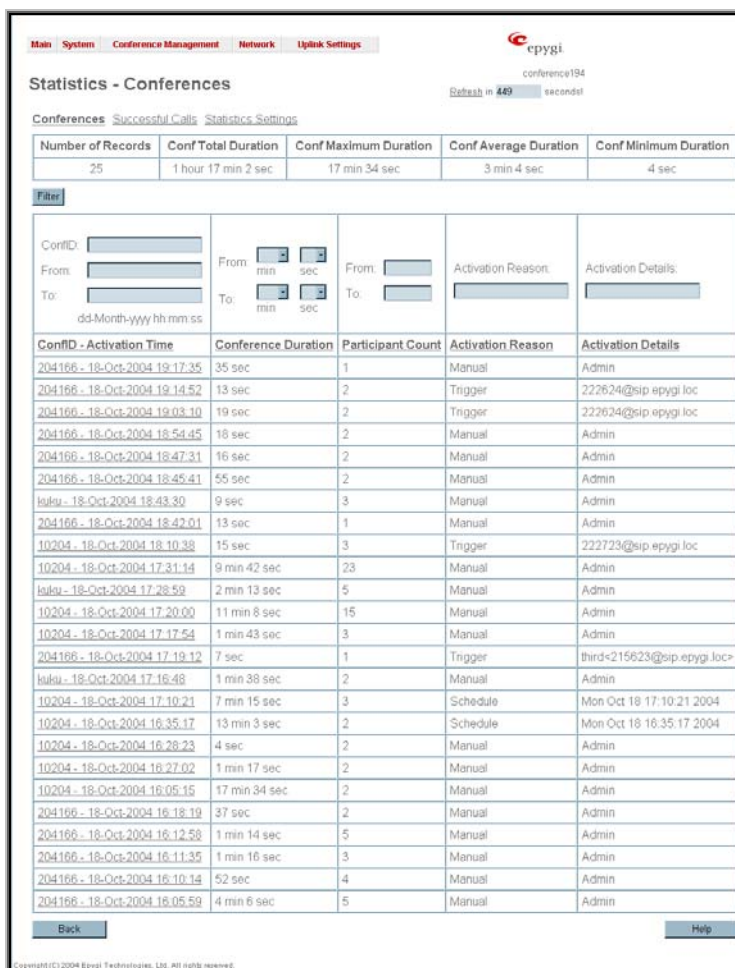 Main System Conference Management Network Uplink Settings
epygi
conference194
Statistics - Conferences
Refresh in 449 seconds!
Conferences Successful Calls Statistics Settings
Number of Records Conf Total Duration Conf Maximum Duration Conf Average Duration Conf Minimum Duration
25 1 hour 17 min 2 sec 17 min 34 sec 3 min 4 sec 4 sec
Filter
ConfID:
From:
To:
dd-Month-yyyy hh:mm:ss
From:
min sec
To:
min sec
From:
To:
Activation Reason:
Activation Details:
ConfID - Activation Time Conference Duration Participant Count Activation Reason Activation Details
204166 - 18-Oct-2004 19:17:35 35 sec 1 Manual Admin
204166 - 18-Oct-2004 19:14:52 13 sec 2 Trigger 222624@sip.epygi.loc
204166 - 18-Oct-2004 19:03:10 19 sec 2 Trigger 222624@sip.epygi.loc
204166 - 18-Oct-2004 18:54:45 18 sec 2 Manual Admin
204166 - 18-Oct-2004 18:47:31 16 sec 2 Manual Admin
204166 - 18-Oct-2004 18:45:41 55 sec 2 Manual Admin
kuku - 18-Oct-2004 18:43:30 9 sec 3 Manual Admin
204166 - 18-Oct-2004 18:42:01 13 sec 1 Manual Admin
10204 - 18-Oct-2004 18:10:38 15 sec 3 Trigger 222723@sip.epygi.loc
10204 - 18-Oct-2004 17:31:14 9 min 42 sec 23 Manual Admin
kuku - 18-Oct-2004 17:28:59 2 min 13 sec 5 Manual Admin
10204 - 18-Oct-2004 17:20:00 11 min 8 sec 15 Manual Admin
10204 - 18-Oct-2004 17:17:54 1 min 43 sec 3 Manual Admin
204166 - 18-Oct-2004 17:19:12 7 sec 1 Trigger third<215623@sip.epygi.loc>
kuku - 18-Oct-2004 17:16:48 1 min 38 sec 2 Manual Admin
10204 - 18-Oct-2004 17:10:21 7 min 15 sec 3 Schedule Mon Oct 18 17:10:21 2004
10204 - 18-Oct-2004 16:35:17 13 min 3 sec 2 Schedule Mon Oct 18 16:35:17 2004
10204 - 18-Oct-2004 16:28:23 4 sec 2 Manual Admin
10204 - 18-Oct-2004 16:27:02 1 min 17 sec 2 Manual Admin
10204 - 18-Oct-2004 16:05:15 17 min 34 sec 2 Manual Admin
204166 - 18-Oct-2004 16:18:19 37 sec 2 Manual Admin
204166 - 18-Oct-2004 16:12:58 1 min 14 sec 5 Manual Admin
204166 - 18-Oct-2004 16:11:35 1 min 16 sec 3 Manual Admin
204166 - 18-Oct-2004 16:10:14 52 sec 4 Manual Admin
204166 - 18-Oct-2004 16:05:59 4 min 6 sec 5 Manual Admin
Back Help
Copyright (C) 2004 Epygi Technologies, Ltd. All rights reserved.